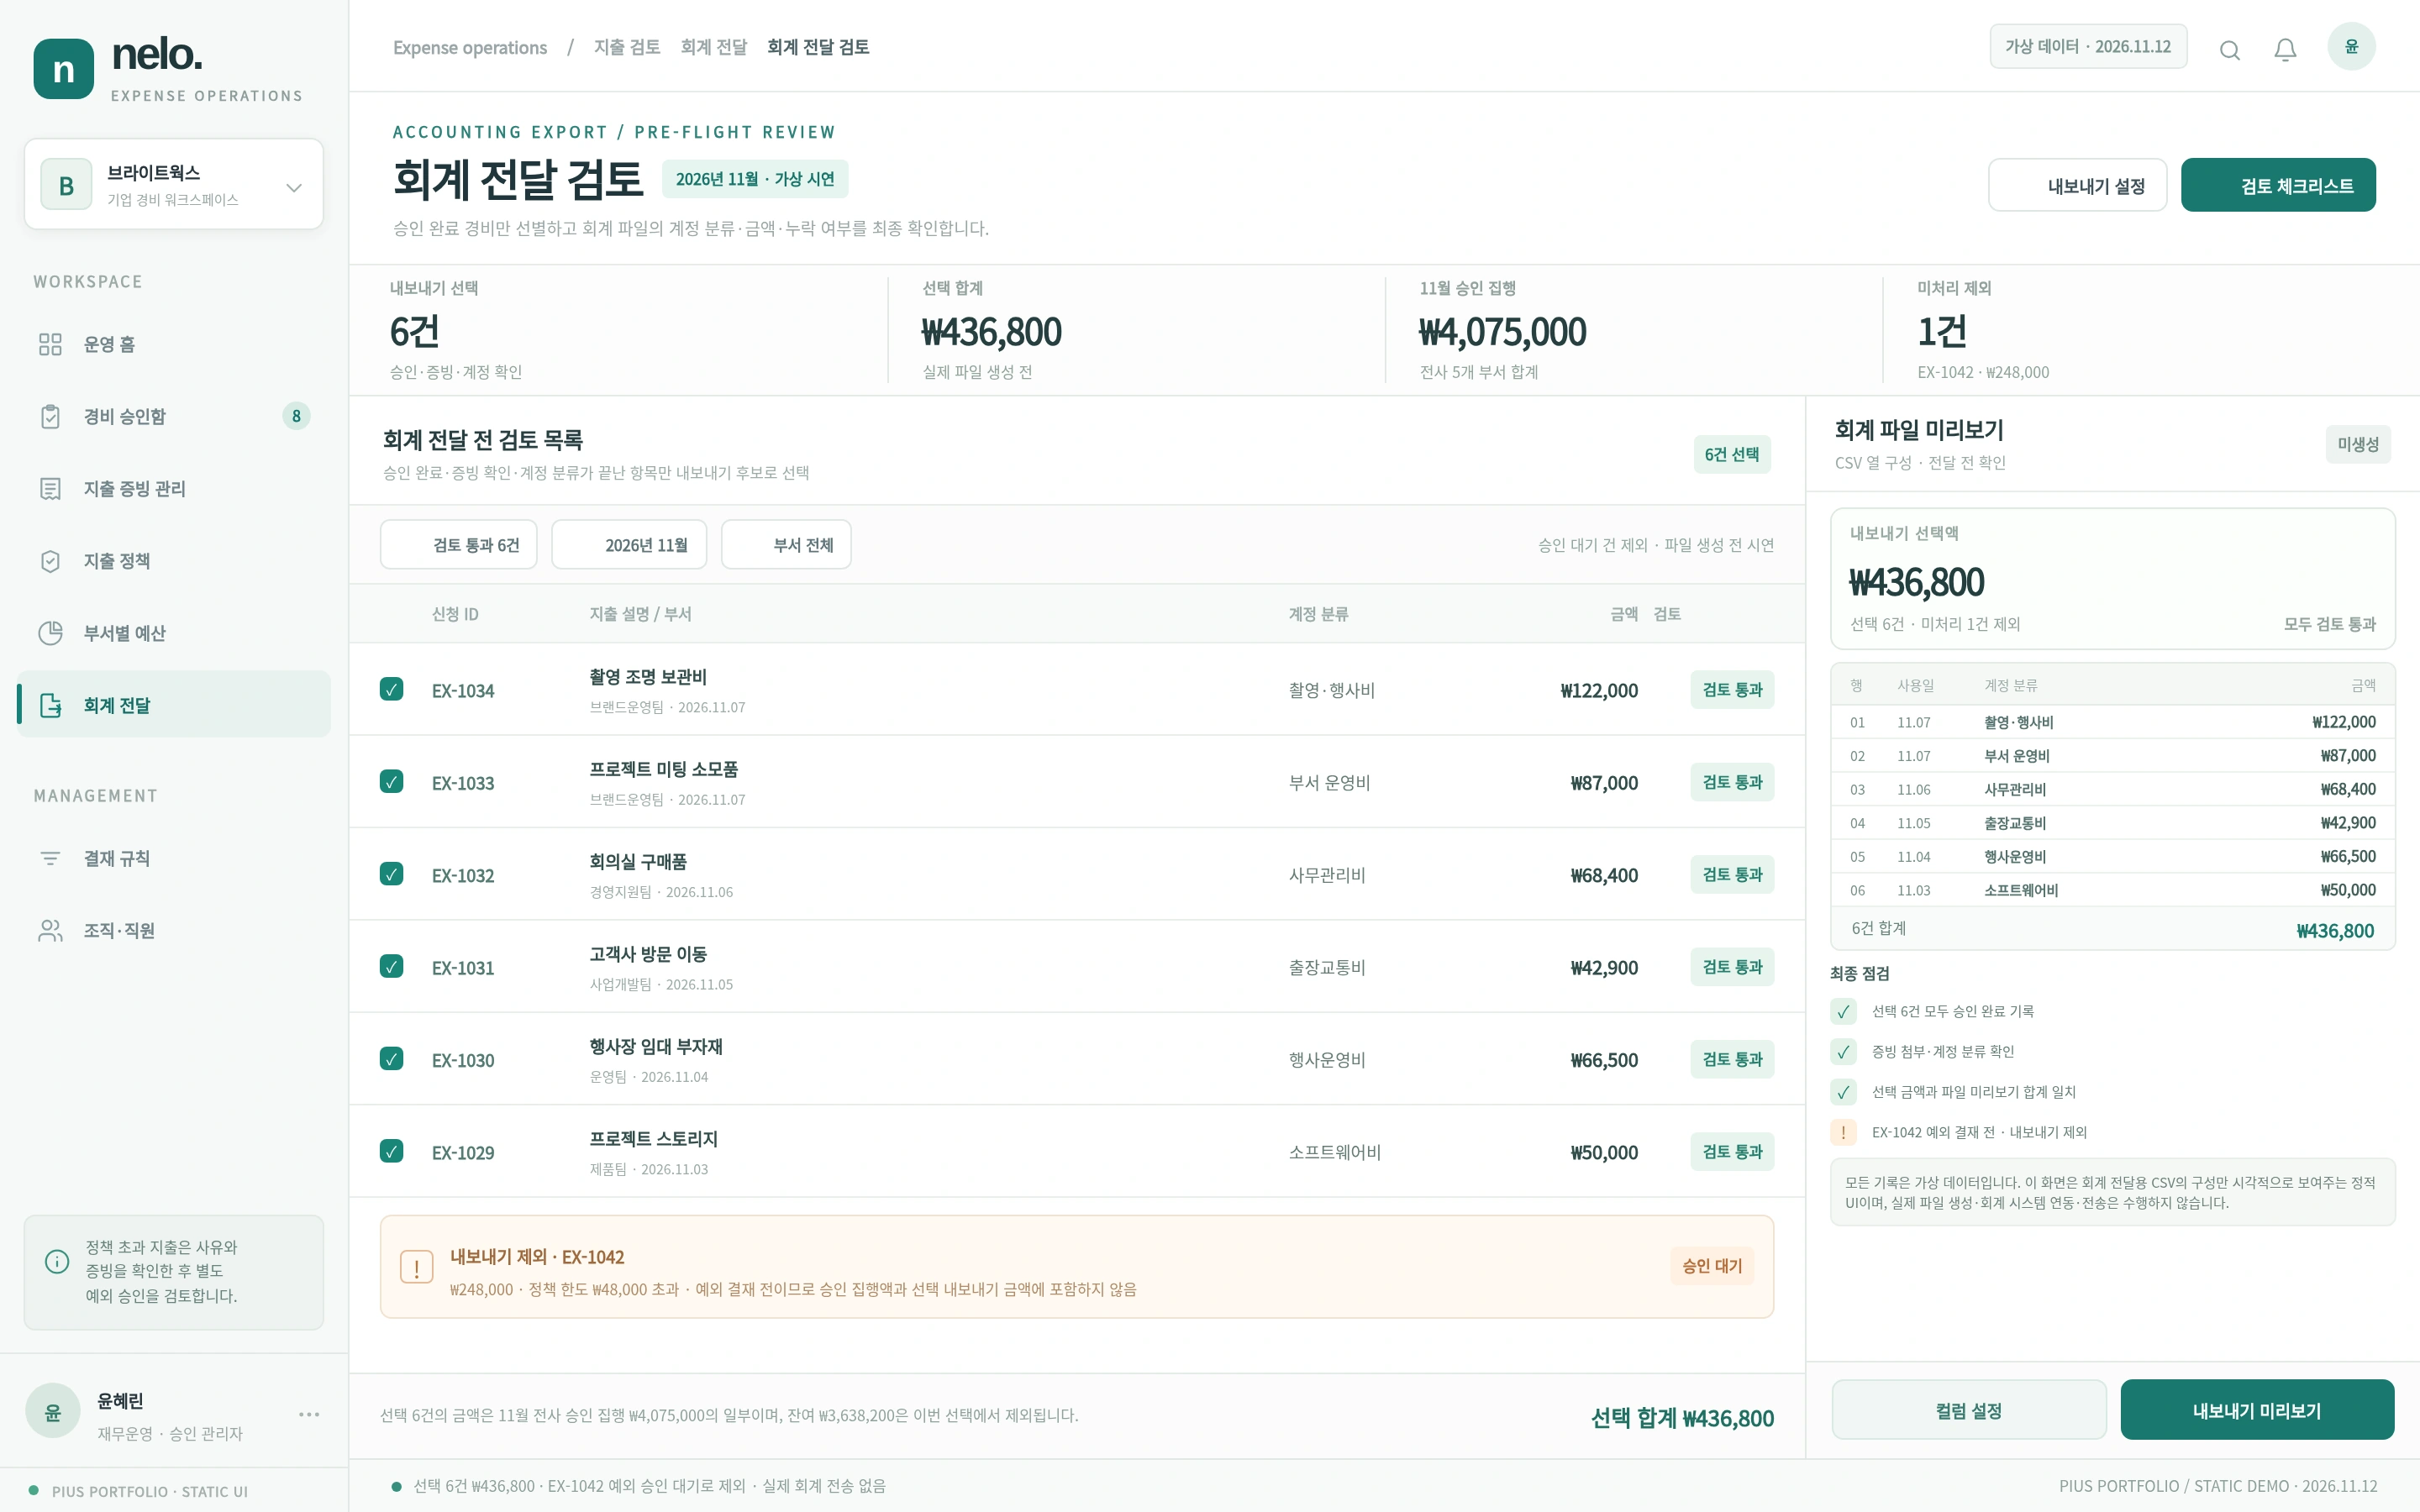 n nelo.
EXPENSE OPERATIONS
B 브라이트웍스
기업 경비 워크스페이스
WORKSPACE
운영 홈
경비 승인함 8
지출 증빙 관리
지출 정책
부서별 예산
회계 전달
MANAGEMENT
결재 규칙
조직·직원
정책 초과 지출은 사유와
증빙을 확인한 후 별도
예외 승인을 검토합니다.
윤 윤혜린
재무운영 · 승인 관리자
PIUS PORTFOLIO · STATIC UI
Expense operations / 지출 검토 회계 전달 회계 전달 검토
가상 데이터 · 2026.11.12 윤
ACCOUNTING EXPORT / PRE-FLIGHT REVIEW
회계 전달 검토 2026년 11월 · 가상 시연
승인 완료 경비만 선별하고 회계 파일의 계정 분류·금액·누락 여부를 최종 확인합니다.
내보내기 설정 검토 체크리스트
내보내기 선택
6건
승인·증빙·계정 확인
선택 합계
₩436,800
실제 파일 생성 전
11월 승인 집행
₩4,075,000
전사 5개 부서 합계
미처리 제외
1건
EX-1042 · ₩248,000
회계 전달 전 검토 목록
승인 완료·증빙 확인·계정 분류가 끝난 항목만 내보내기 후보로 선택
6건 선택
검토 통과 6건 2026년 11월 부서 전체 승인 대기 건 제외 · 파일 생성 전 시연
신청 ID 지출 설명 / 부서 계정 분류 금액 검토
✓ EX-1034 촬영 조명 보관비 촬영·행사비 ₩122,000 검토 통과
브랜드운영팀 · 2026.11.07
✓ EX-1033 프로젝트 미팅 소모품 부서 운영비 ₩87,000 검토 통과
브랜드운영팀 · 2026.11.07
✓ EX-1032 회의실 구매품 사무관리비 ₩68,400 검토 통과
경영지원팀 · 2026.11.06
✓ EX-1031 고객사 방문 이동 출장교통비 ₩42,900 검토 통과
사업개발팀 · 2026.11.05
✓ EX-1030 행사장 임대 부자재 행사운영비 ₩66,500 검토 통과
운영팀 · 2026.11.04
✓ EX-1029 프로젝트 스토리지 소프트웨어비 ₩50,000 검토 통과
제품팀 · 2026.11.03
! 내보내기 제외 · EX-1042
₩248,000 · 정책 한도 ₩48,000 초과 · 예외 결재 전이므로 승인 집행액과 선택 내보내기 금액에 포함하지 않음
승인 대기
선택 6건의 금액은 11월 전사 승인 집행 ₩4,075,000의 일부이며, 잔여 ₩3,638,200은 이번 선택에서 제외됩니다.
선택 합계 ₩436,800
회계 파일 미리보기
CSV 열 구성 · 전달 전 확인
미생성
내보내기 선택액
₩436,800
선택 6건 · 미처리 1건 제외 모두 검토 통과
행 사용일 계정 분류 금액
01 11.07 촬영·행사비 ₩122,000
02 11.07 부서 운영비 ₩87,000
03 11.06 사무관리비 ₩68,400
04 11.05 출장교통비 ₩42,900
05 11.04 행사운영비 ₩66,500
06 11.03 소프트웨어비 ₩50,000
6건 합계 ₩436,800
최종 점검
✓ 선택 6건 모두 승인 완료 기록
✓ 증빙 첨부·계정 분류 확인
✓ 선택 금액과 파일 미리보기 합계 일치
! EX-1042 예외 결재 전 · 내보내기 제외
모든 기록은 가상 데이터입니다. 이 화면은 회계 전달용 CSV의 구성만 시각적으로 보여주는 정적
UI이며, 실제 파일 생성·회계 시스템 연동·전송은 수행하지 않습니다.
컬럼 설정 내보내기 미리보기
선택 6건 ₩436,800 · EX-1042 예외 승인 대기로 제외 · 실제 회계 전송 없음
PIUS PORTFOLIO / STATIC DEMO · 2026.11.12